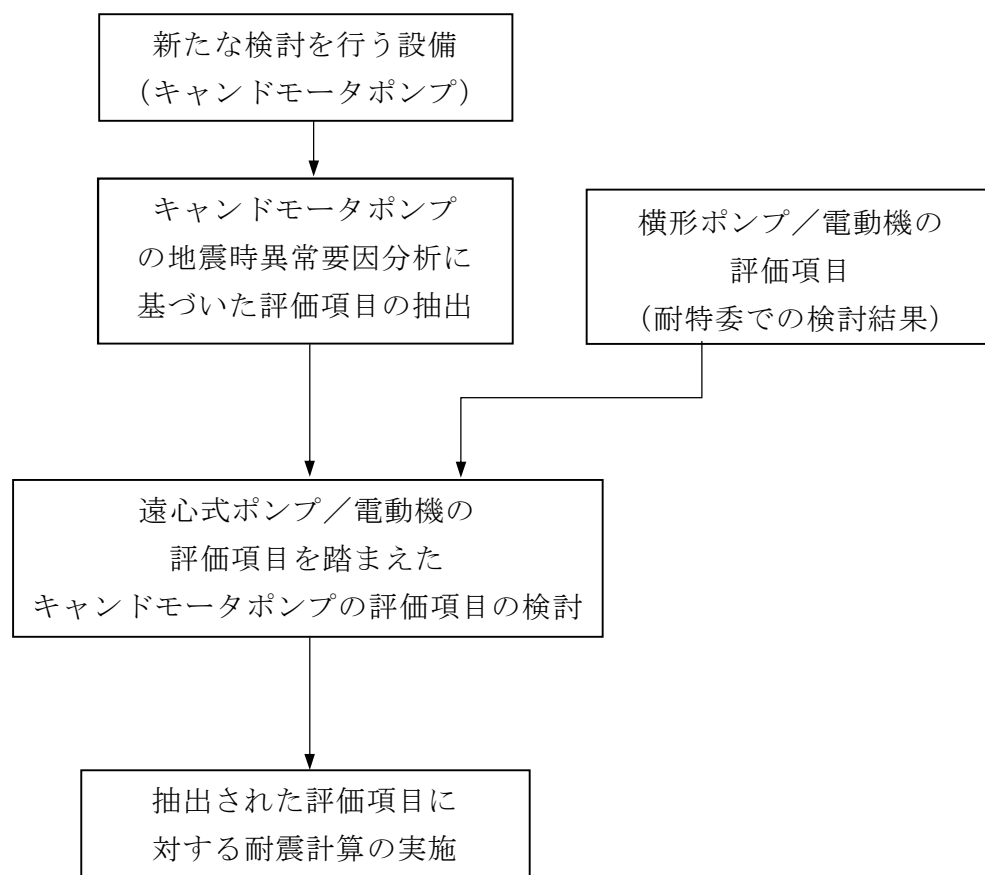 新たな検討を行う設備
（キャンドモータポンプ）
キャンドモータポンプ
の地震時異常要因分析に
基づいた評価項目の抽出
横形ポンプ／電動機の
評価項目
（耐特委での検討結果）
遠心式ポンプ／電動機の
評価項目を踏まえた
キャンドモータポンプの評価項目の検討
抽出された評価項目に
対する耐震計算の実施